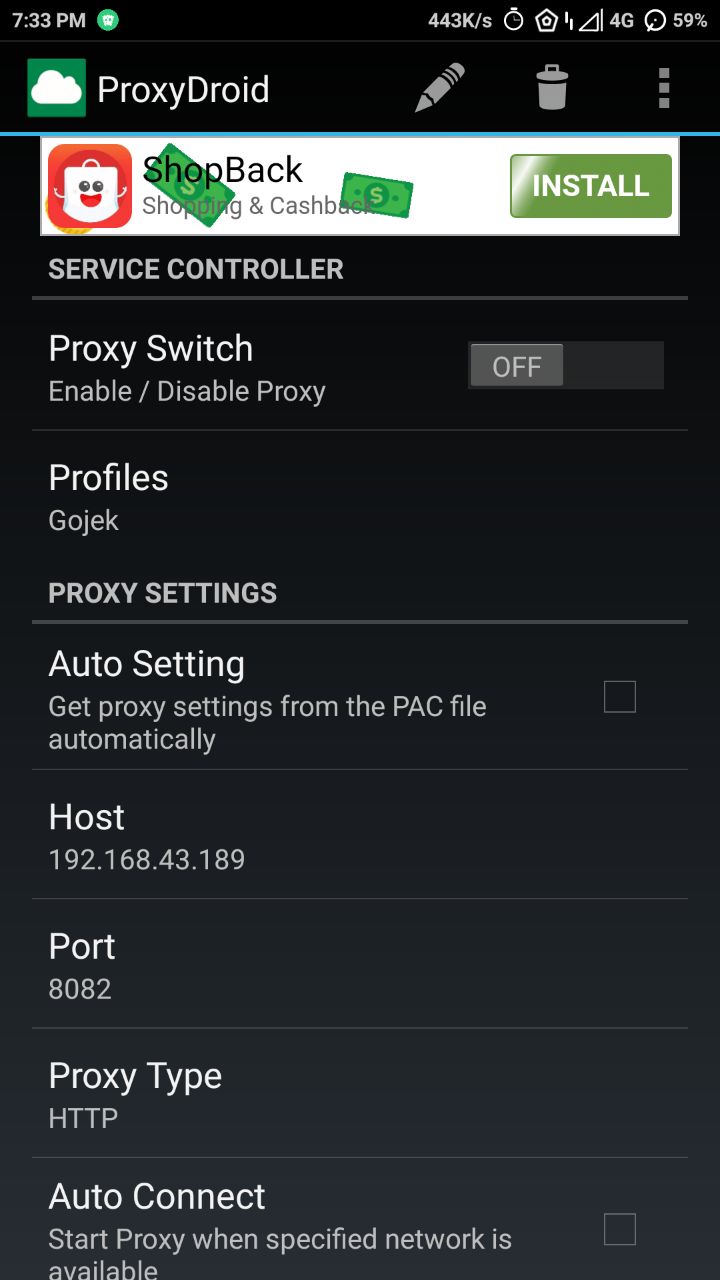 7:33 PM 443K/s 4G 59%
ProxyDroid
ShopBack
Shopping & Cashback
INSTALL
SERVICE CONTROLLER
Proxy Switch
Enable / Disable Proxy
OFF
Profiles
Gojek
PROXY SETTINGS
Auto Setting
Get proxy settings from the PAC file
automatically
Host
192.168.43.189
Port
8082
Proxy Type
HTTP
Auto Connect
Start Proxy when specified network is
available